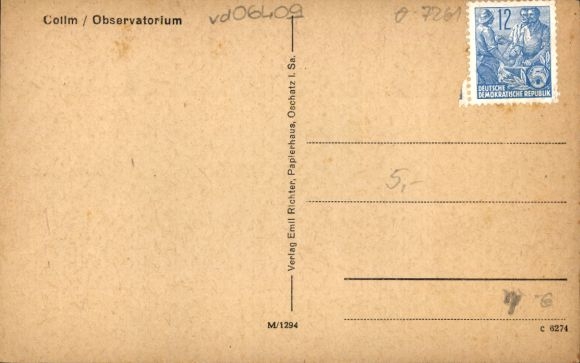 Collm / Observatorium
vd06409
0-7261
12
DEUTSCHE
DEMOKRATISCHE REPUBLIK
Verlag Emil Richter, Papierhaus, Oschatz i. Sa.
5,-
M/1294
C 6274